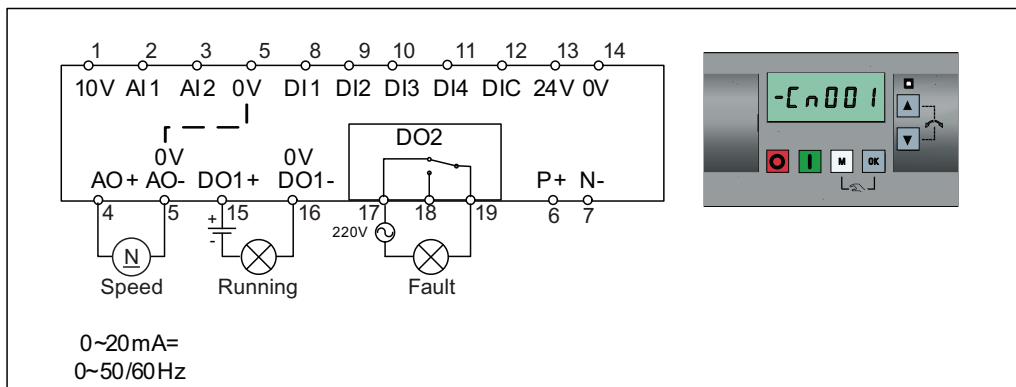 1 2 3 5 8 9 10 11 12 13 14
10V AI1 AI2 0V DI1 DI2 DI3 DI4 DIC 24V 0V
-Cn001
DO2
0V 0V
AO+ AO- DO1+ DO1- P+ N-
M OK
4 5 15 16 17 18 19 6 7
+
-
220V
N
Speed Running Fault
0~20mA=
0~50/60Hz